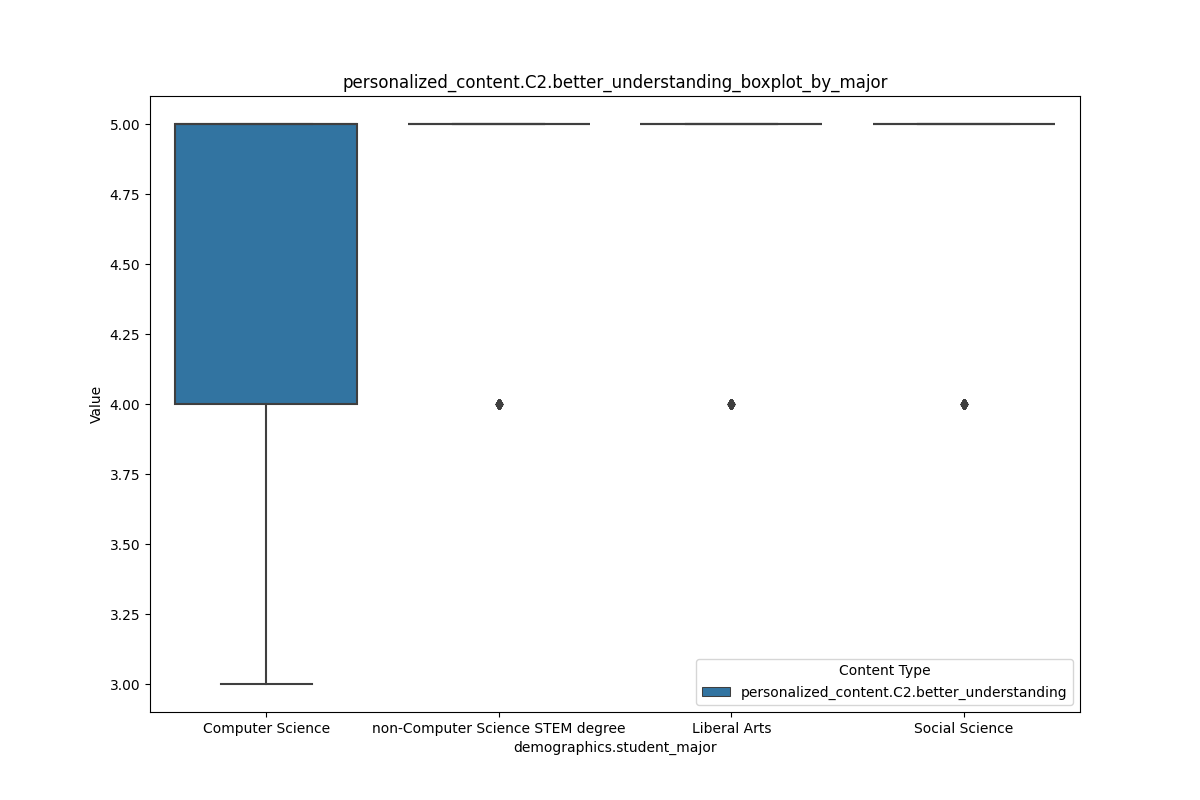 personalized_content.C2.better_understanding_boxplot_by_major
5.00
4.75
4.50
4.25
4.00
3.75
3.50
3.25
3.00
Value
Content Type
personalized_content.C2.better_understanding
Computer Science
non-Computer Science STEM degree
Liberal Arts
Social Science
demographics.student_major